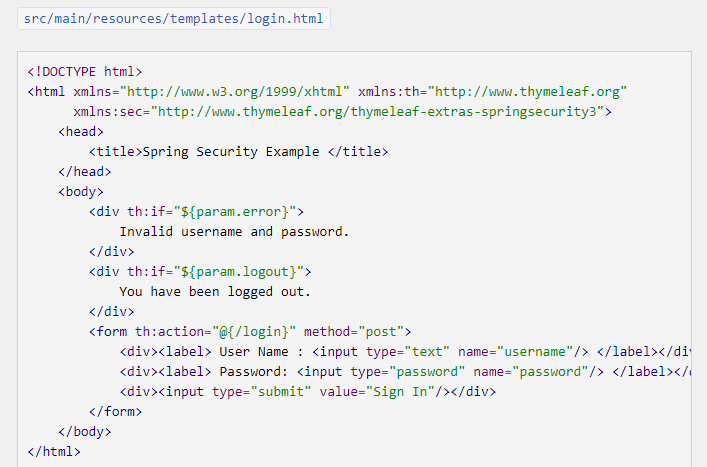 src/main/resources/templates/login.html
<!DOCTYPE html>
<html xmlns="http://www.w3.org/1999/xhtml" xmlns:th="http://www.thymeleaf.org"
      xmlns:sec="http://www.thymeleaf.org/thymeleaf-extras-springsecurity3">
    <head>
        <title>Spring Security Example </title>
    </head>
    <body>
        <div th:if="${param.error}">
            Invalid username and password.
        </div>
        <div th:if="${param.logout}">
            You have been logged out.
        </div>
        <form th:action="@{/login}" method="post">
            <div><label> User Name : <input type="text" name="username"/> </label></div
            <div><label> Password: <input type="password" name="password"/> </label></
            <div><input type="submit" value="Sign In"/></div>
        </form>
    </body>
</html>